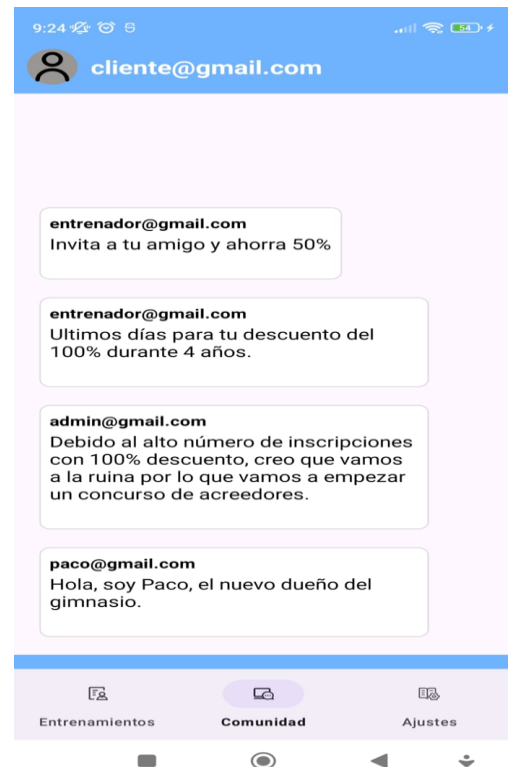 9:24
54
cliente@gmail.com
entrenador@gmail.com
Invita a tu amigo y ahorra 50%
entrenador@gmail.com
Ultimos días para tu descuento del
100% durante 4 años.
admin@gmail.com
Debido al alto número de inscripciones
con 100% descuento, creo que vamos
a la ruina por lo que vamos a empezar
un concurso de acreedores.
paco@gmail.com
Hola, soy Paco, el nuevo dueño del
gimnasio.
Entrenamientos Comunidad Ajustes